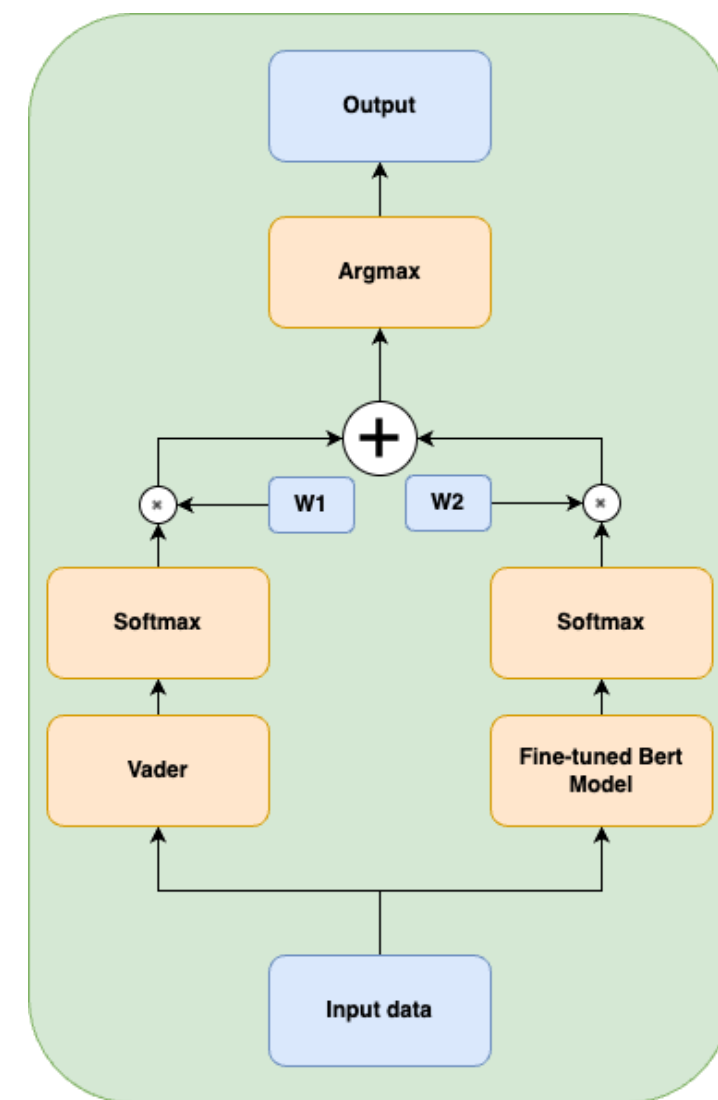 Output
Argmax
+
×
W1
W2
×
Softmax
Softmax
Vader
Fine-tuned Bert
Model
Input data